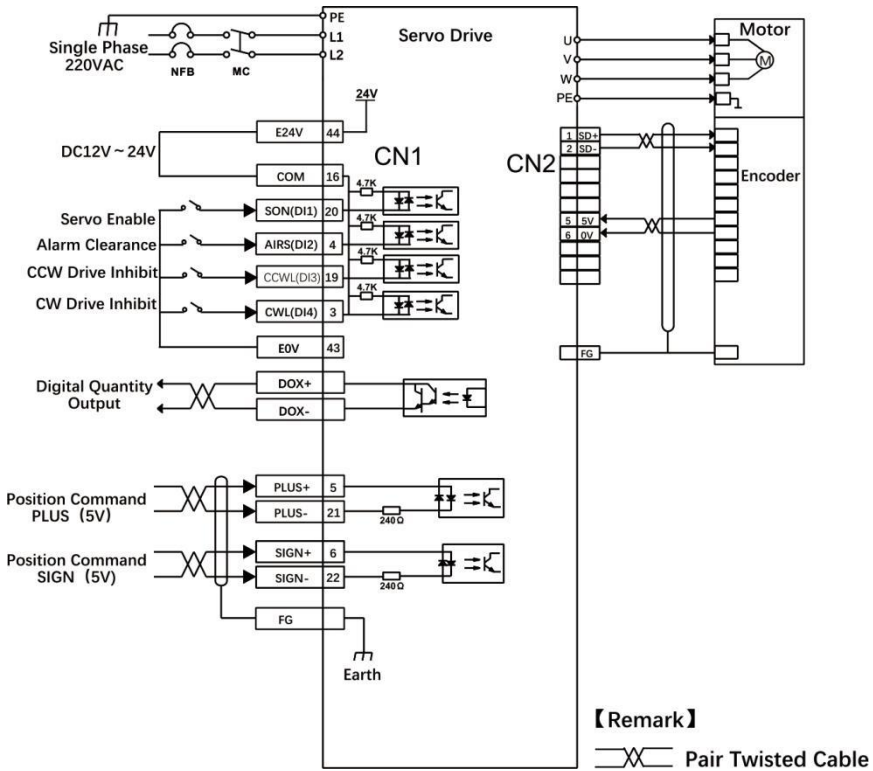 PE
L1
L2
Single Phase
220VAC
NFB
MC
Servo Drive
U
V
W
PE
Motor
M
24V
E24V 44
DC12V ~ 24V
COM 16
CN1
4.7K
Servo Enable
SON(DI1) 20
4.7K
Alarm Clearance
AIRS(DI2) 4
4.7K
CCW Drive Inhibit
CCWL(DI3) 19
4.7K
CW Drive Inhibit
CWL(DI4) 3
E0V 43
CN2
1 SD+
2 SD-
5 5V
6 0V
FG
Encoder
Digital Quantity
Output
DOX+
DOX-
Position Command
PLUS (5V)
PLUS+ 5
PLUS- 21
240Ω
Position Command
SIGN (5V)
SIGN+ 6
SIGN- 22
240Ω
FG
Earth
【Remark】
Pair Twisted Cable